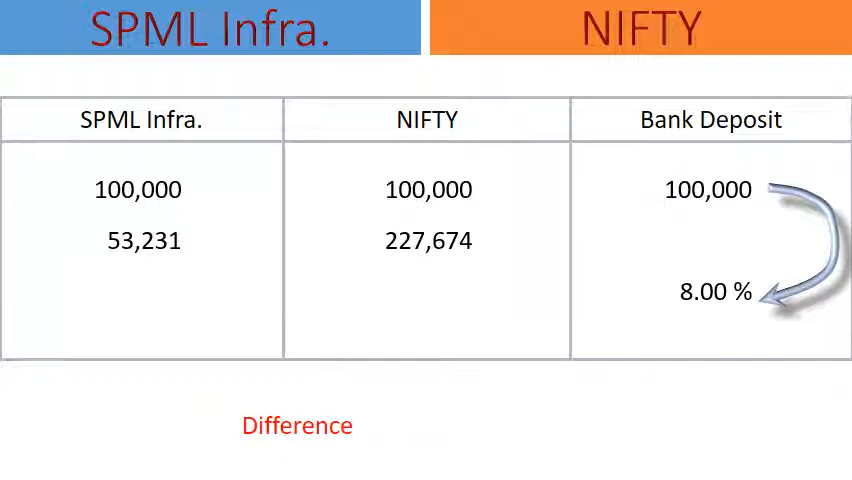 SPML Infra.
NIFTY
SPML Infra.
NIFTY
Bank Deposit
100,000
100,000
100,000
53,231
227,674
8.00 %
Difference